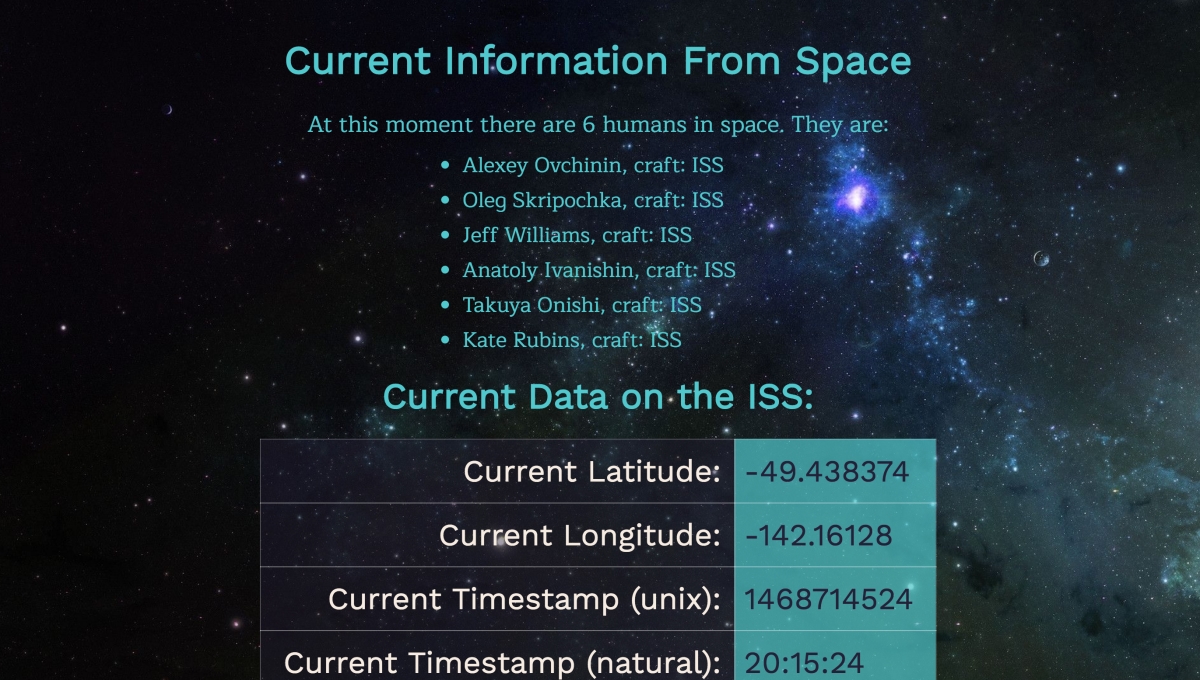 Current Information From Space
At this moment there are 6 humans in space. They are:
• Alexey Ovchinin, craft: ISS
• Oleg Skripochka, craft: ISS
• Jeff Williams, craft: ISS
• Anatoly Ivanishin, craft: ISS
• Takuya Onishi, craft: ISS
• Kate Rubins, craft: ISS
Current Data on the ISS:
Current Latitude: -49.438374
Current Longitude: -142.16128
Current Timestamp (unix): 1468714524
Current Timestamp (natural): 20:15:24